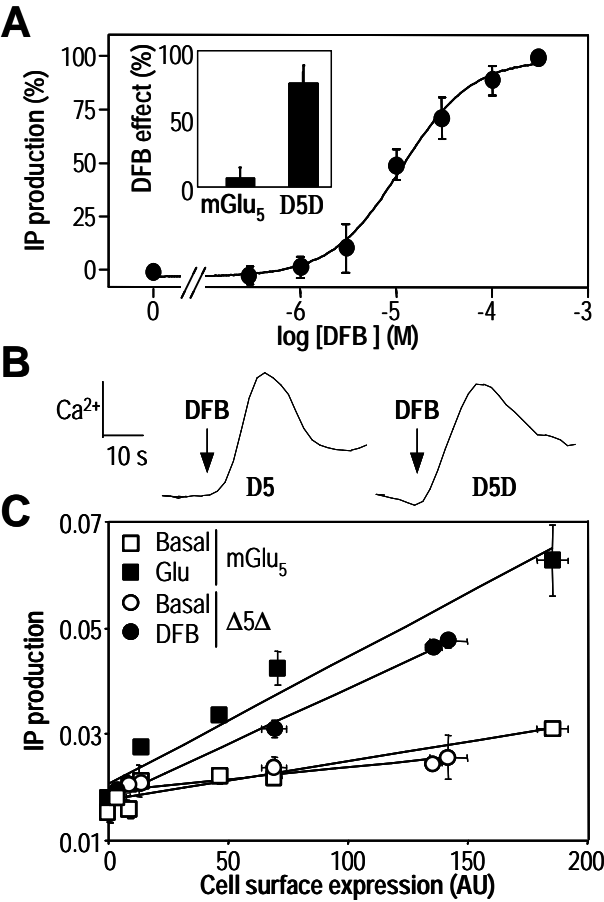 A
IP production (%)
100
75
50
25
0
DFB effect (%)
100
50
0
mGlu5
D5D
0
-6
-5
-4
-3
log [DFB ] (M)
B
Ca2+
10 s
DFB
D5
DFB
D5D
C
IP production
0.07
0.05
0.03
0.01
Basal
Glu
mGlu5
Basal
DFB
Δ5Δ
0
50
100
150
200
Cell surface expression (AU)